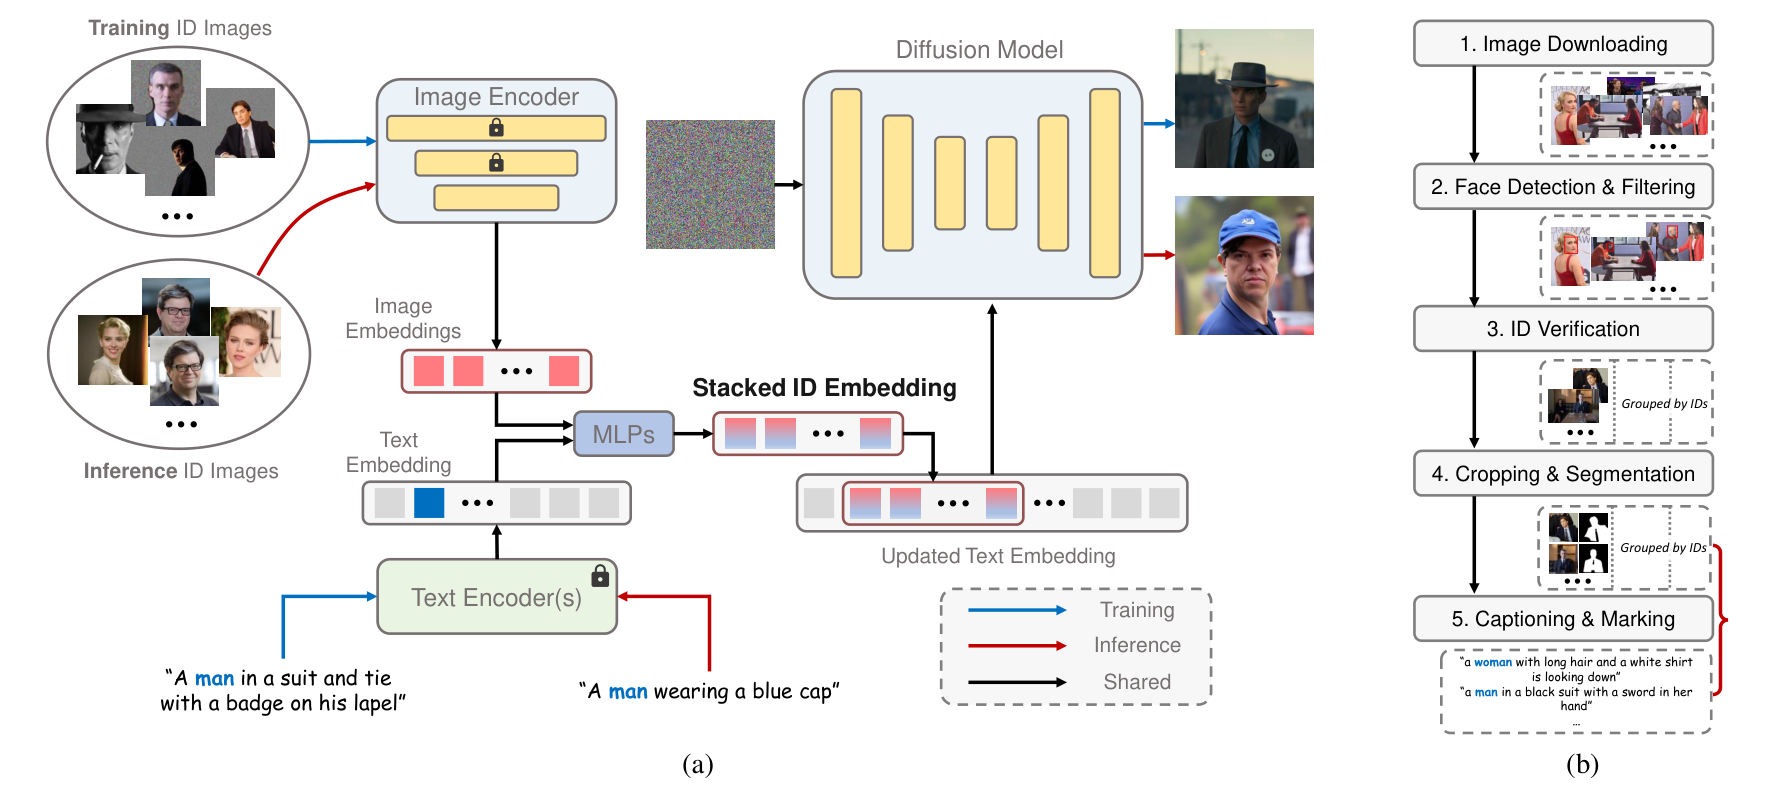 Training ID Images
Inference ID Images
Image Encoder
Image
Embeddings
Text
Embedding
Text Encoder(s)
“A man in a suit and tie
with a badge on his lapel”
“A man wearing a blue cap”
MLPs
Stacked ID Embedding
Updated Text Embedding
Diffusion Model
Training
Inference
Shared
(a)
1. Image Downloading
2. Face Detection & Filtering
3. ID Verification
Grouped by IDs
4. Cropping & Segmentation
Grouped by IDs
5. Captioning & Marking
“a woman with long hair and a white shirt
is looking down”
“a man in a black suit with a sword in her
hand”
...
(b)